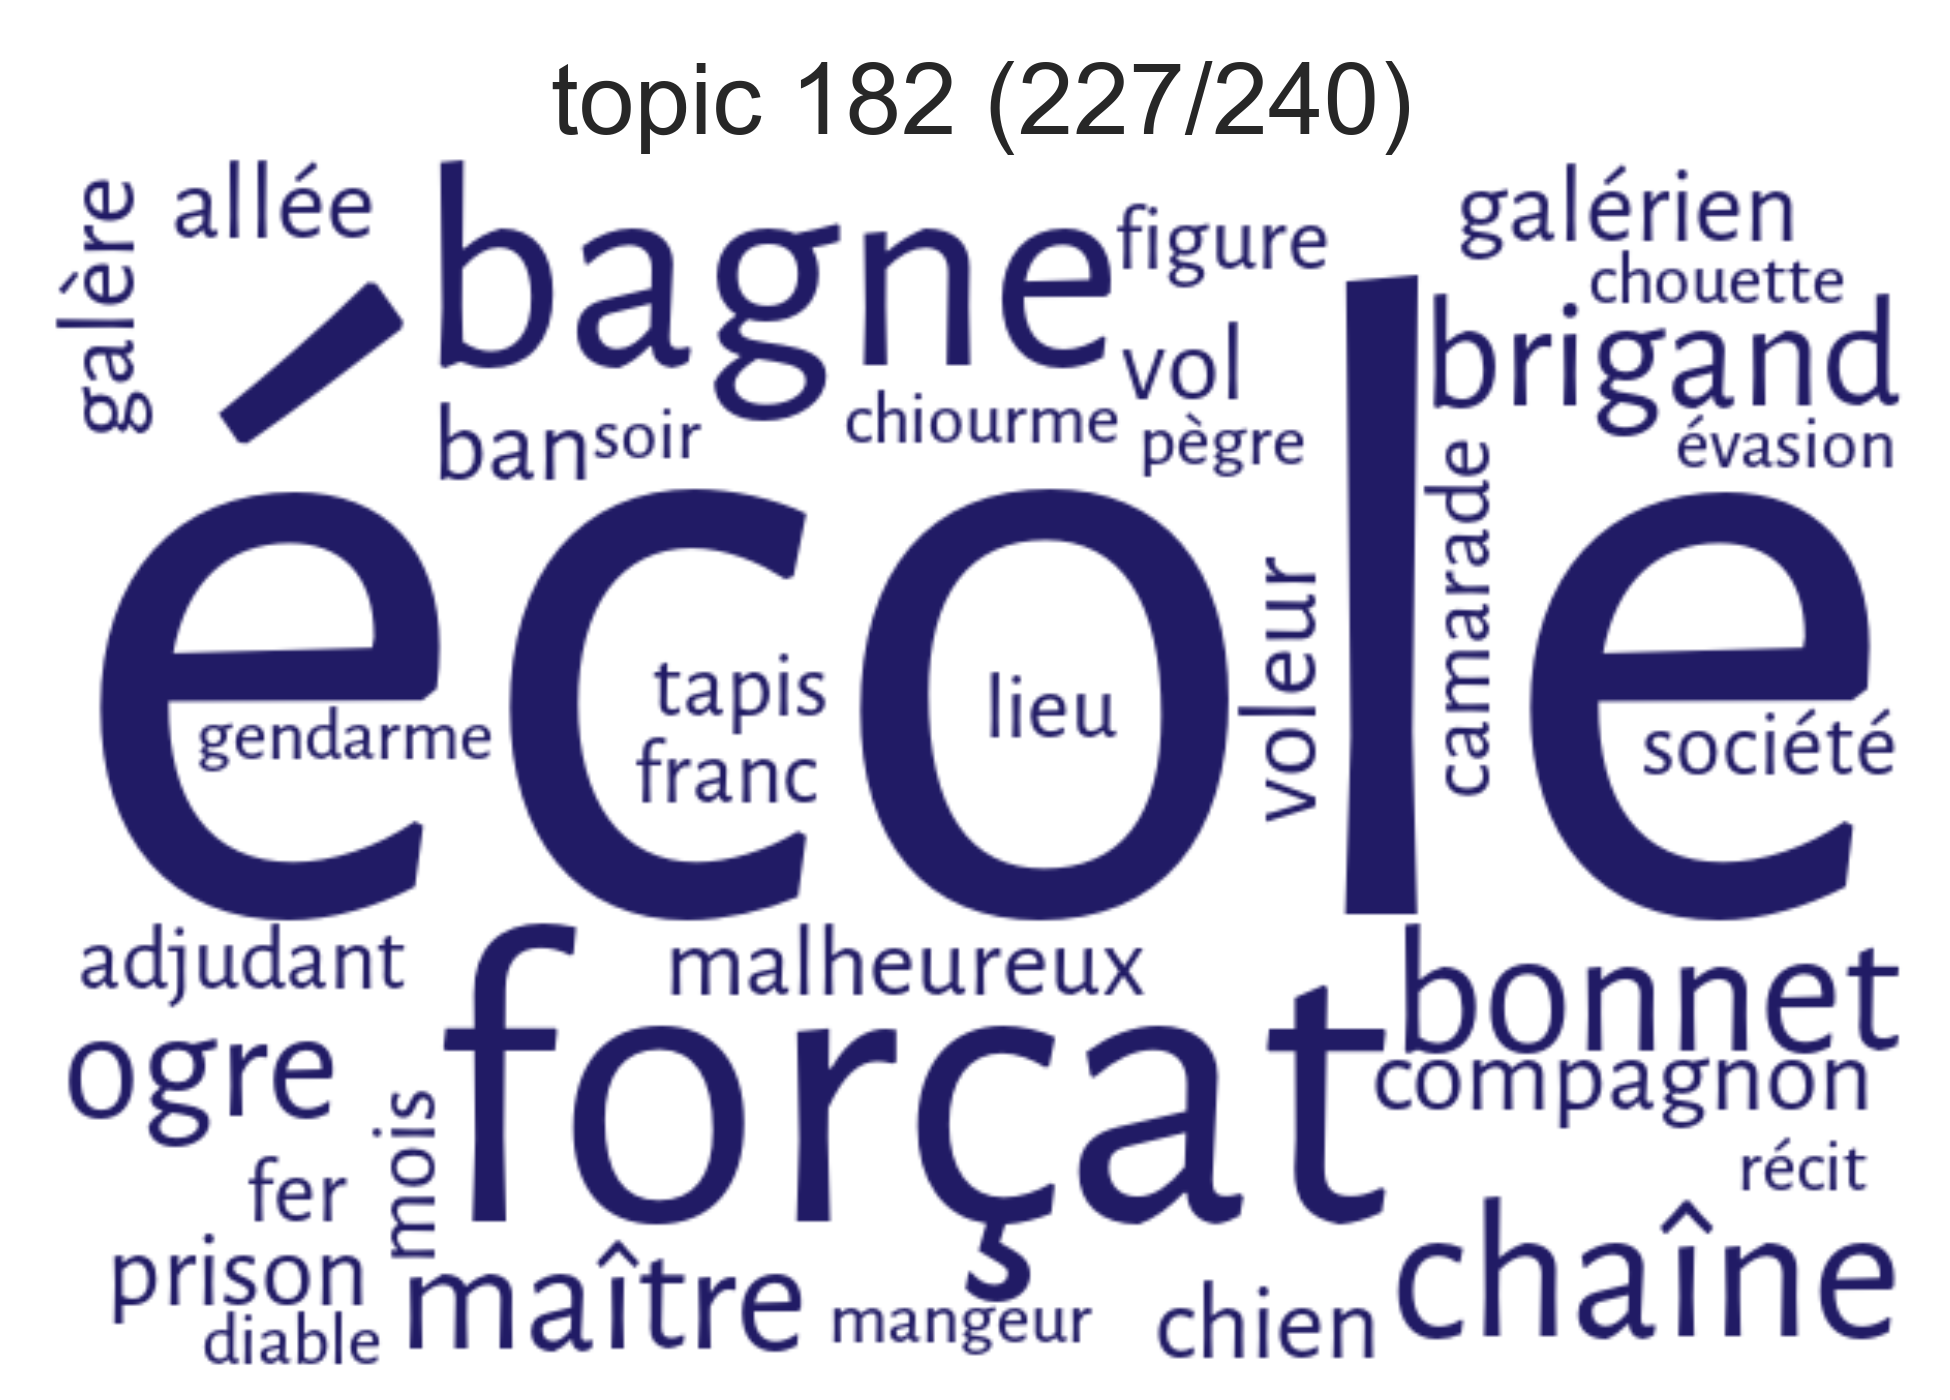 topic 182 (227/240)
galère
allée
bagne
figure
galérien
chouette
vol
brigand
ban
soir
chiourme
pègre
évasion
école
camarade
voleur
tapis
lieu
gendarme
franc
société
adjudant
malheureux
bonnet
ogre
forçat
compagnon
mois
fer
récit
prison
maître
chaîne
diable
mangeur
chien